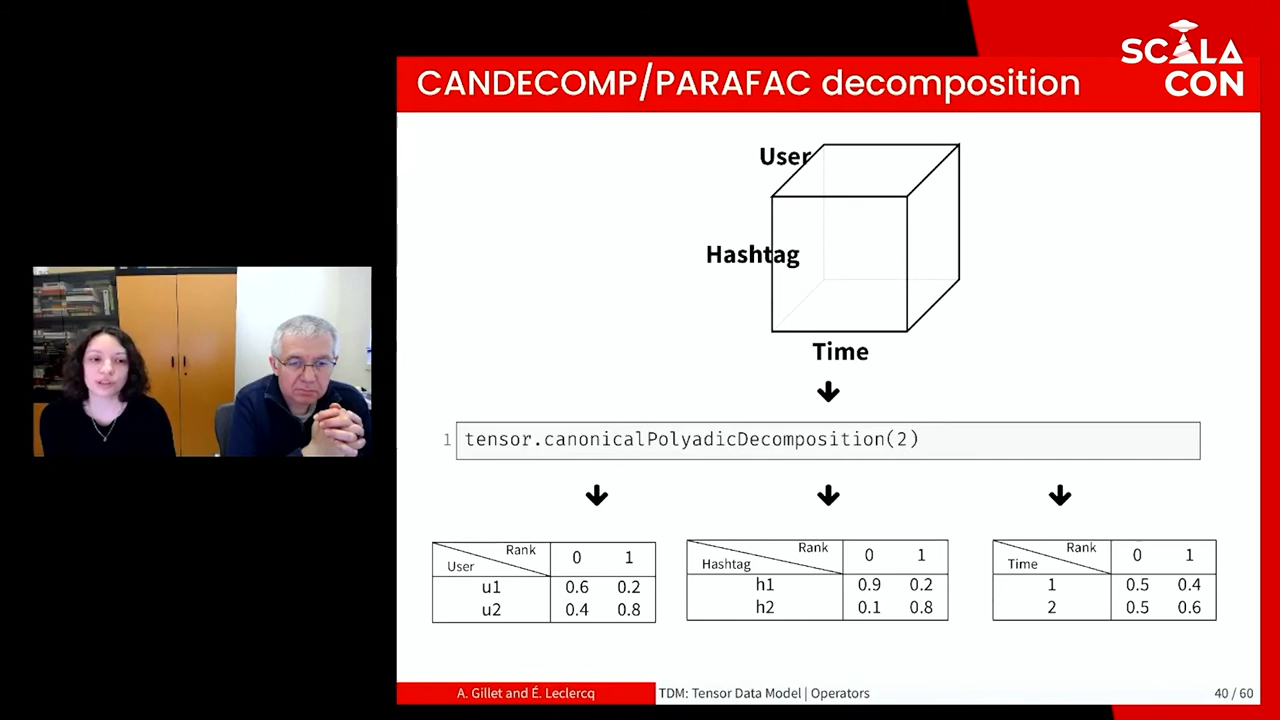 SCALA
CON
CANDECOMP/PARAFAC decomposition
User
Hashtag
Time
1 tensor.canonicalPolyadicDecomposition(2)
Rank
User
0 1
u1 0.6 0.2
u2 0.4 0.8
Rank
Hashtag
0 1
h1 0.9 0.2
h2 0.1 0.8
Rank
Time
0 1
1 0.5 0.4
2 0.5 0.6
A. Gillet and É. Leclercq
TDM: Tensor Data Model | Operators
40 / 60